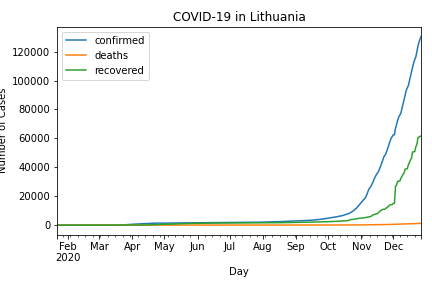 COVID-19 in Lithuania
confirmed
deaths
recovered
120000
100000
80000
60000
40000
20000
0
Number of Cases
Feb
2020
Mar
Apr
May
Jun
Jul
Aug
Sep
Oct
Nov
Dec
Day